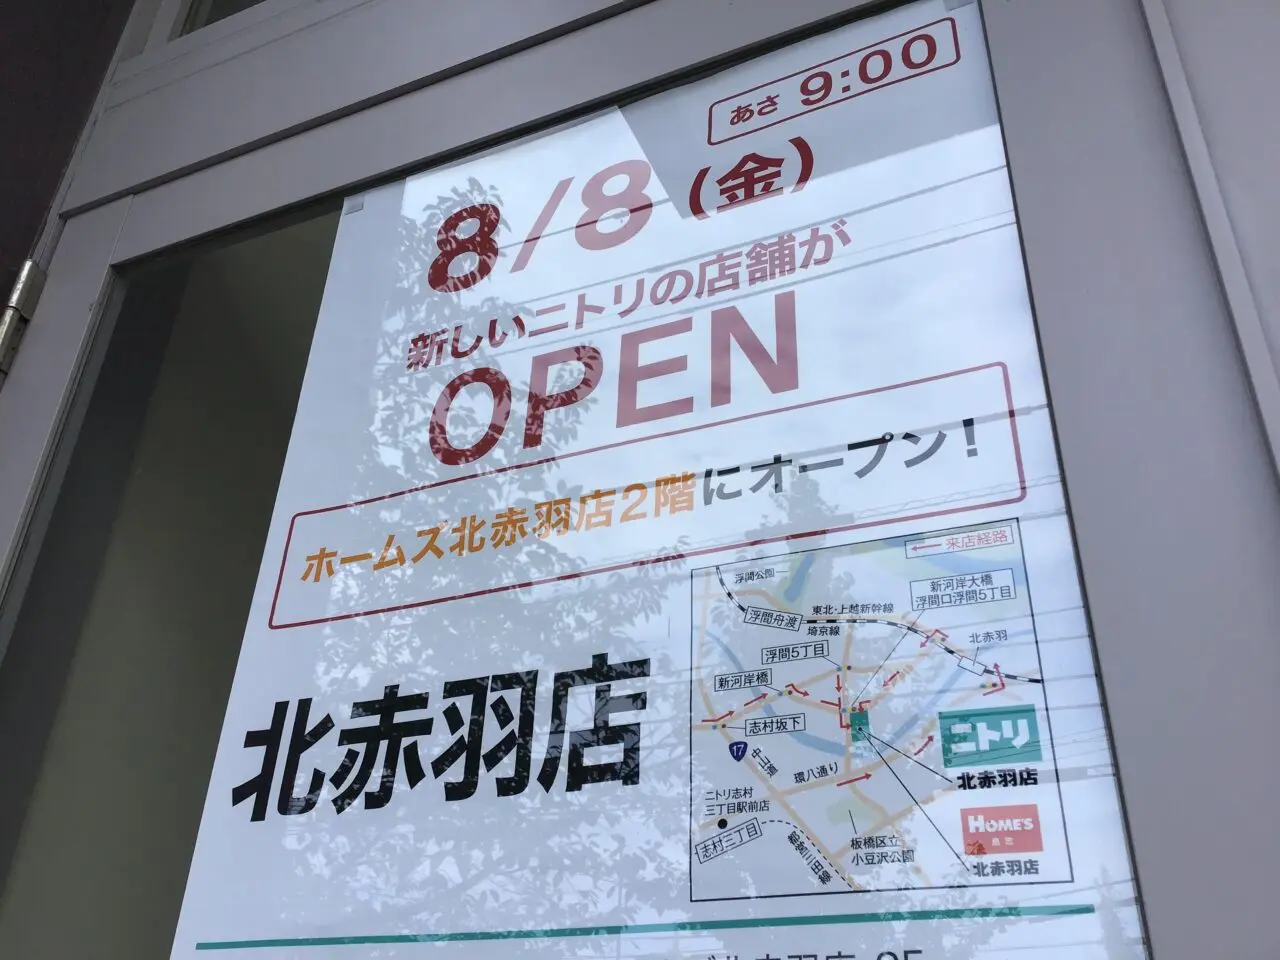 あさ 9:00
8/8(金)
新しいニトリの店舗が
OPEN
ホームズ北赤羽店2階にオープン!
北赤羽店
来店経路
浮間公園
新河岸大橋
浮間口浮間5丁目
浮間舟渡
東北・上越新幹線
埼京線
北赤羽
浮間5丁目
新河岸橋
志村坂下
17
中山道
環八通り
ニトリ
北赤羽店
ニトリ志村
三丁目駅前店
志村三丁目
都営三田線
板橋区立
小豆沢公園
HOME'S
島忠
北赤羽店